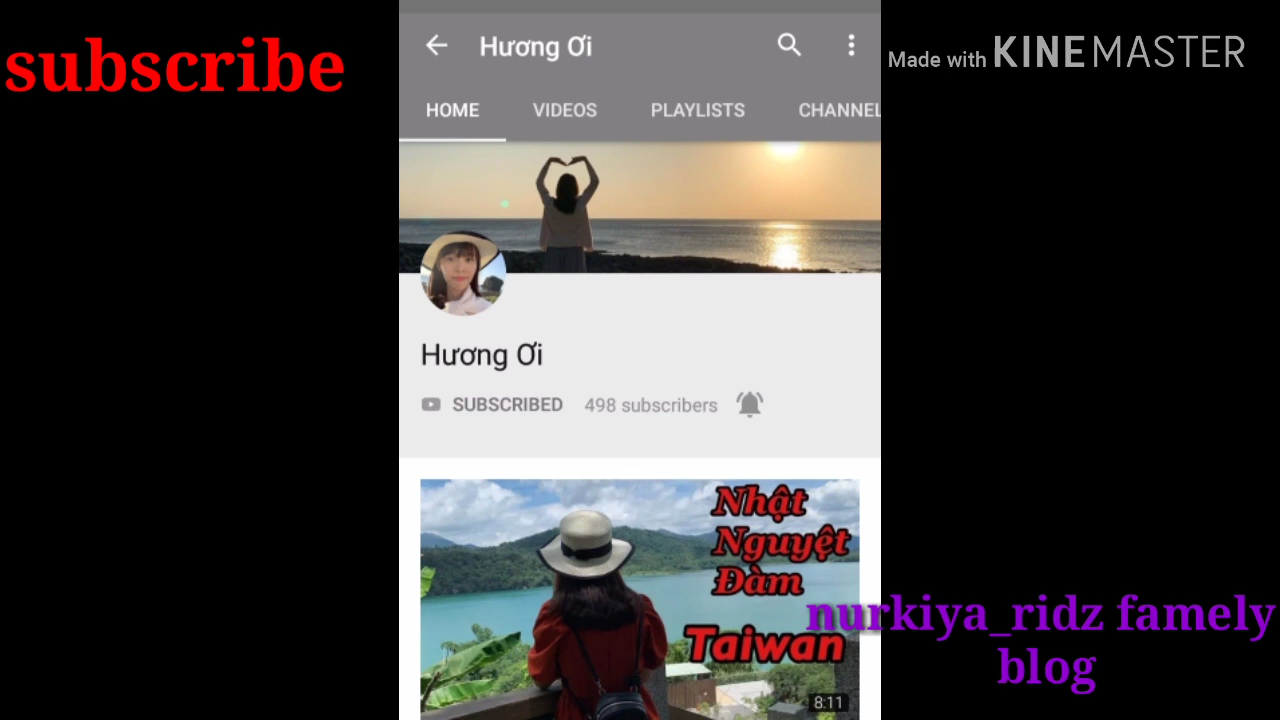 subscribe
Hương Ơi
Made with KINEMASTER
HOME VIDEOS PLAYLISTS CHANNEL
Hương Ơi
SUBSCRIBED 498 subscribers
Nhật
Nguyệt
Đàm
Taiwan
8:11
nurkiya_ridz famely
blog